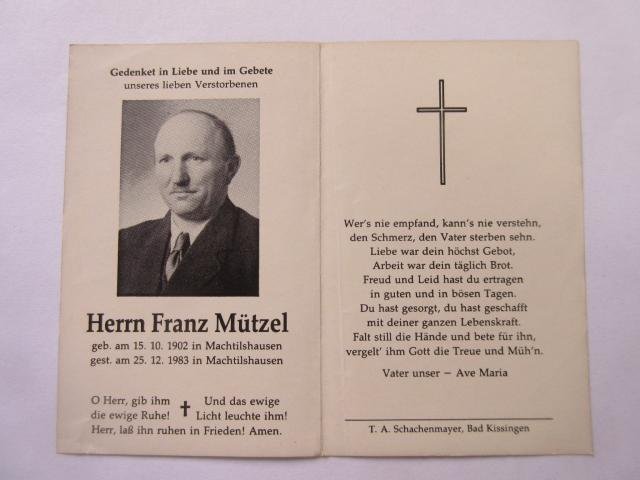 Gedenket in Liebe und im Gebete
unseres lieben Verstorbenen
Herrn Franz Mützel
geb. am 15. 10. 1902 in Machtilshausen
gest. am 25. 12. 1983 in Machtilshausen
O Herr, gib ihm
die ewige Ruhe!
Und das ewige
Licht leuchte ihm!
Herr, laß ihn ruhen in Frieden! Amen.
Wer's nie empfand, kann's nie verstehn,
den Schmerz, den Vater sterben sehn.
Liebe war dein höchst Gebot,
Arbeit war dein täglich Brot.
Freud und Leid hast du ertragen
in guten und in bösen Tagen.
Du hast gesorgt, du hast geschafft
mit deiner ganzen Lebenskraft.
Falt still die Hände und bete für ihn,
vergelt' ihm Gott die Treue und Müh'n.
Vater unser – Ave Maria
T. A. Schachenmayer, Bad Kissingen